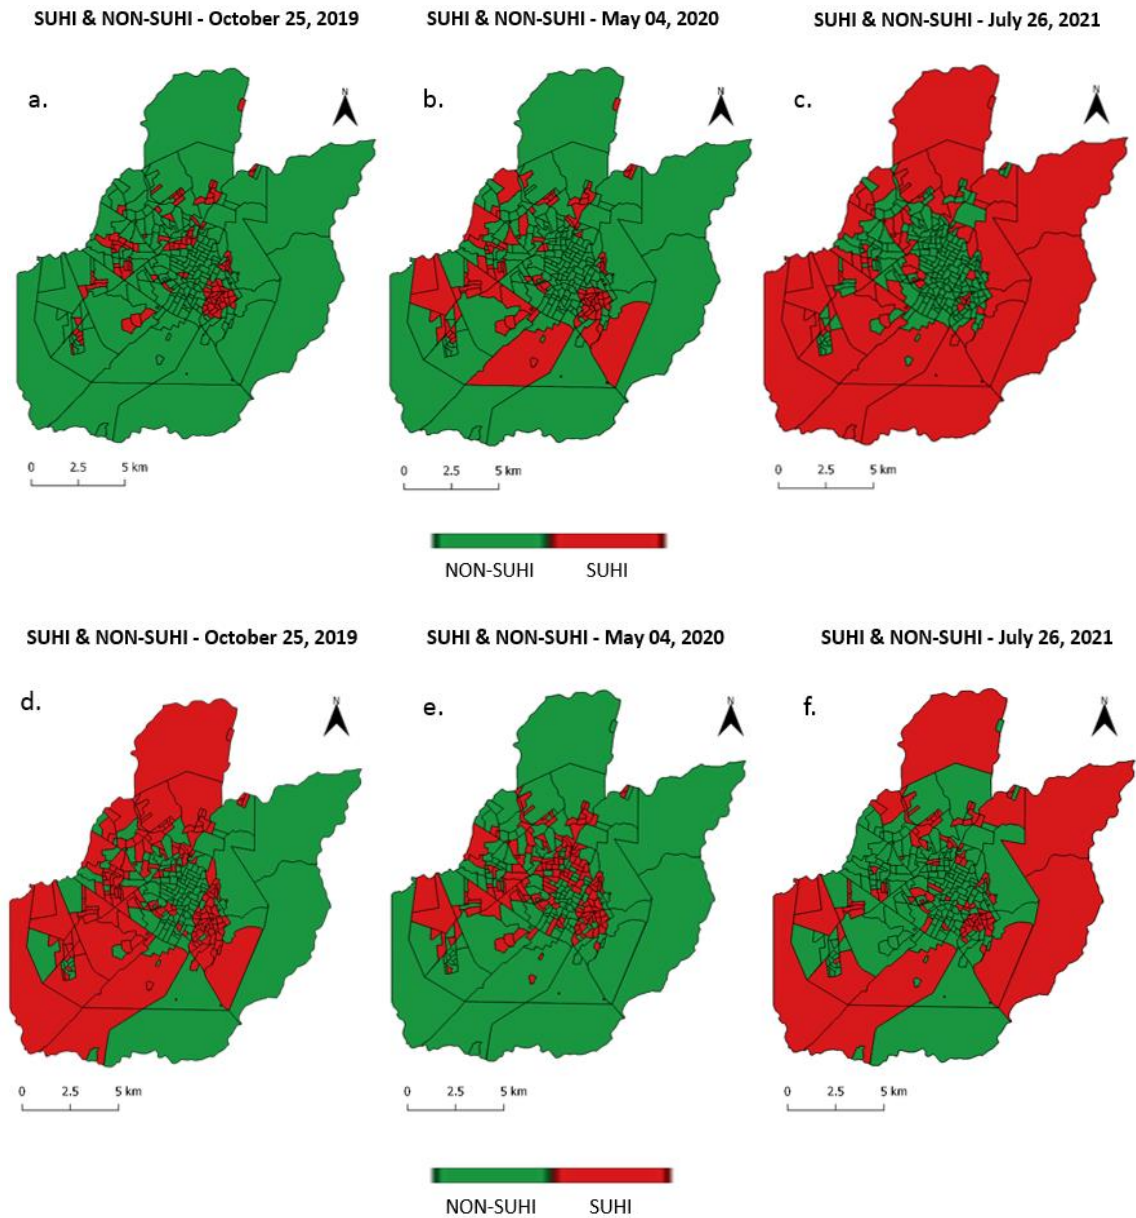 SUHI & NON-SUHI - October 25, 2019
SUHI & NON-SUHI - May 04, 2020
SUHI & NON-SUHI - July 26, 2021
a.
N
b.
N
c.
N
0 2.5 5 km
0 2.5 5 km
0 2.5 5 km
NON-SUHI SUHI
SUHI & NON-SUHI - October 25, 2019
SUHI & NON-SUHI - May 04, 2020
SUHI & NON-SUHI - July 26, 2021
d.
N
e.
N
f.
N
0 2.5 5 km
0 2.5 5 km
0 2.5 5 km
NON-SUHI SUHI